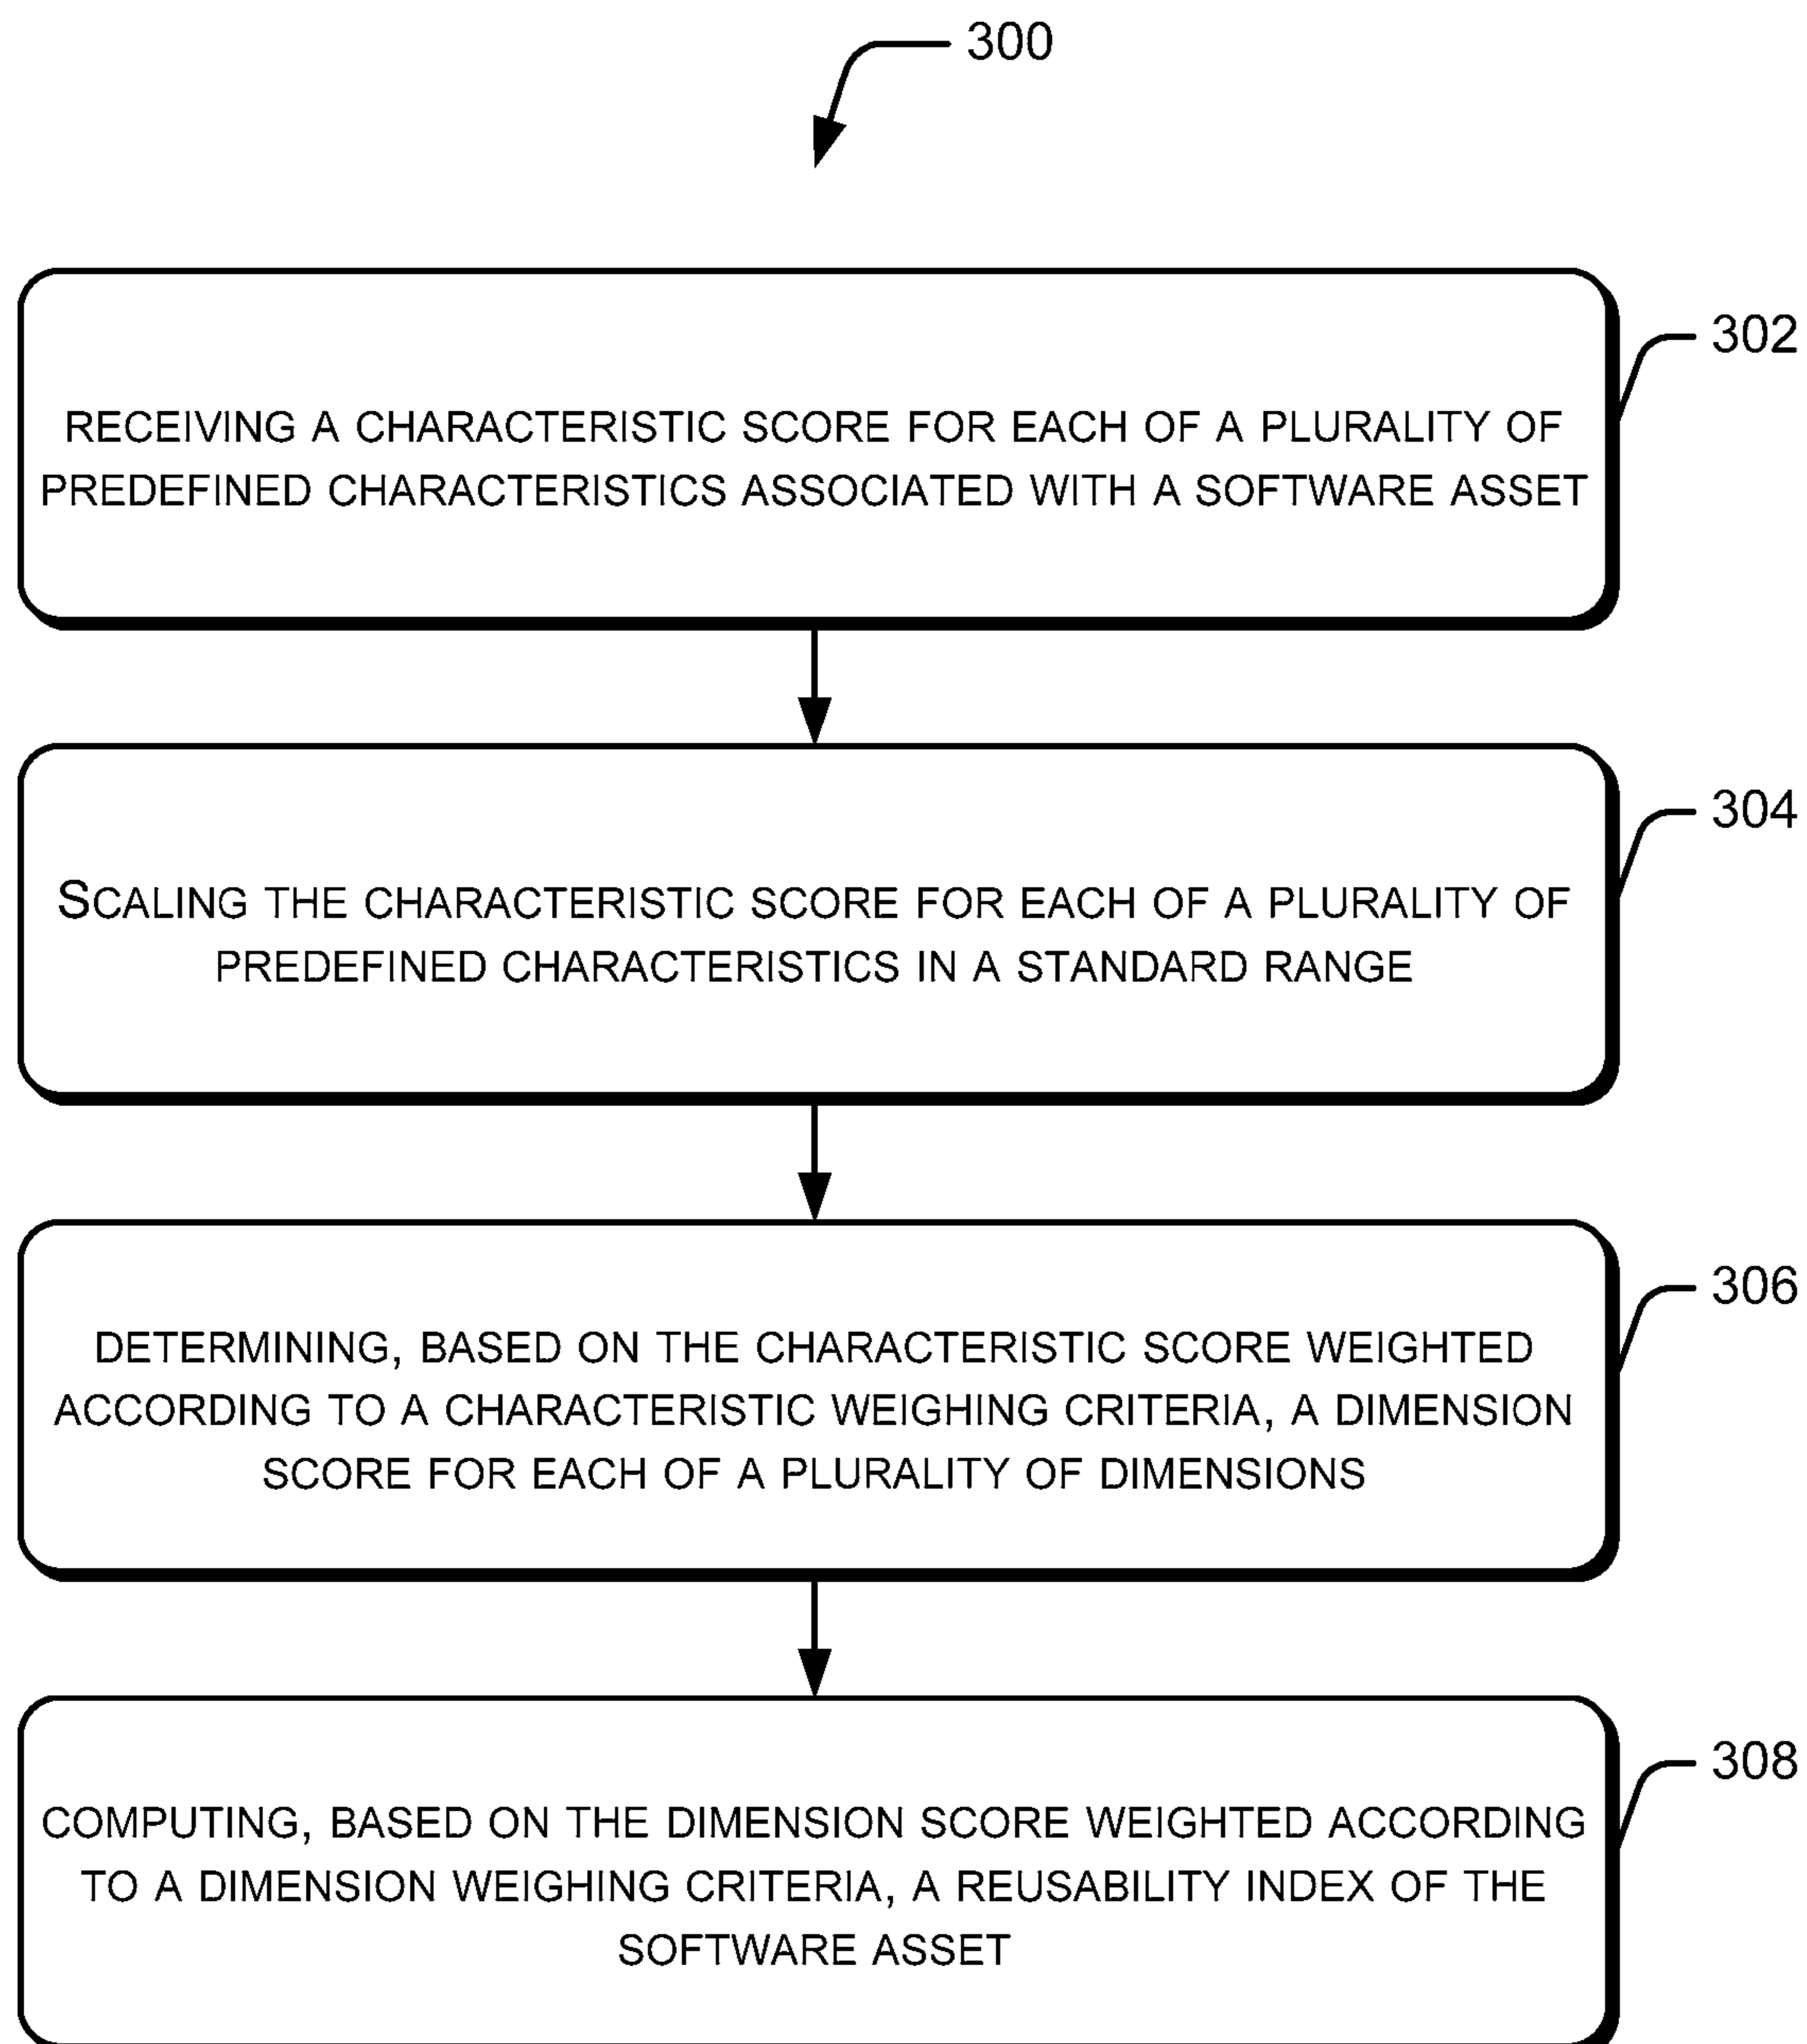 300
302
RECEIVING A CHARACTERISTIC SCORE FOR EACH OF A PLURALITY OF
PREDEFINED CHARACTERISTICS ASSOCIATED WITH A SOFTWARE ASSET
304
SCALING THE CHARACTERISTIC SCORE FOR EACH OF A PLURALITY OF
PREDEFINED CHARACTERISTICS IN A STANDARD RANGE
306
DETERMINING, BASED ON THE CHARACTERISTIC SCORE WEIGHTED
ACCORDING TO A CHARACTERISTIC WEIGHING CRITERIA, A DIMENSION
SCORE FOR EACH OF A PLURALITY OF DIMENSIONS
308
COMPUTING, BASED ON THE DIMENSION SCORE WEIGHTED ACCORDING
TO A DIMENSION WEIGHING CRITERIA, A REUSABILITY INDEX OF THE
SOFTWARE ASSET